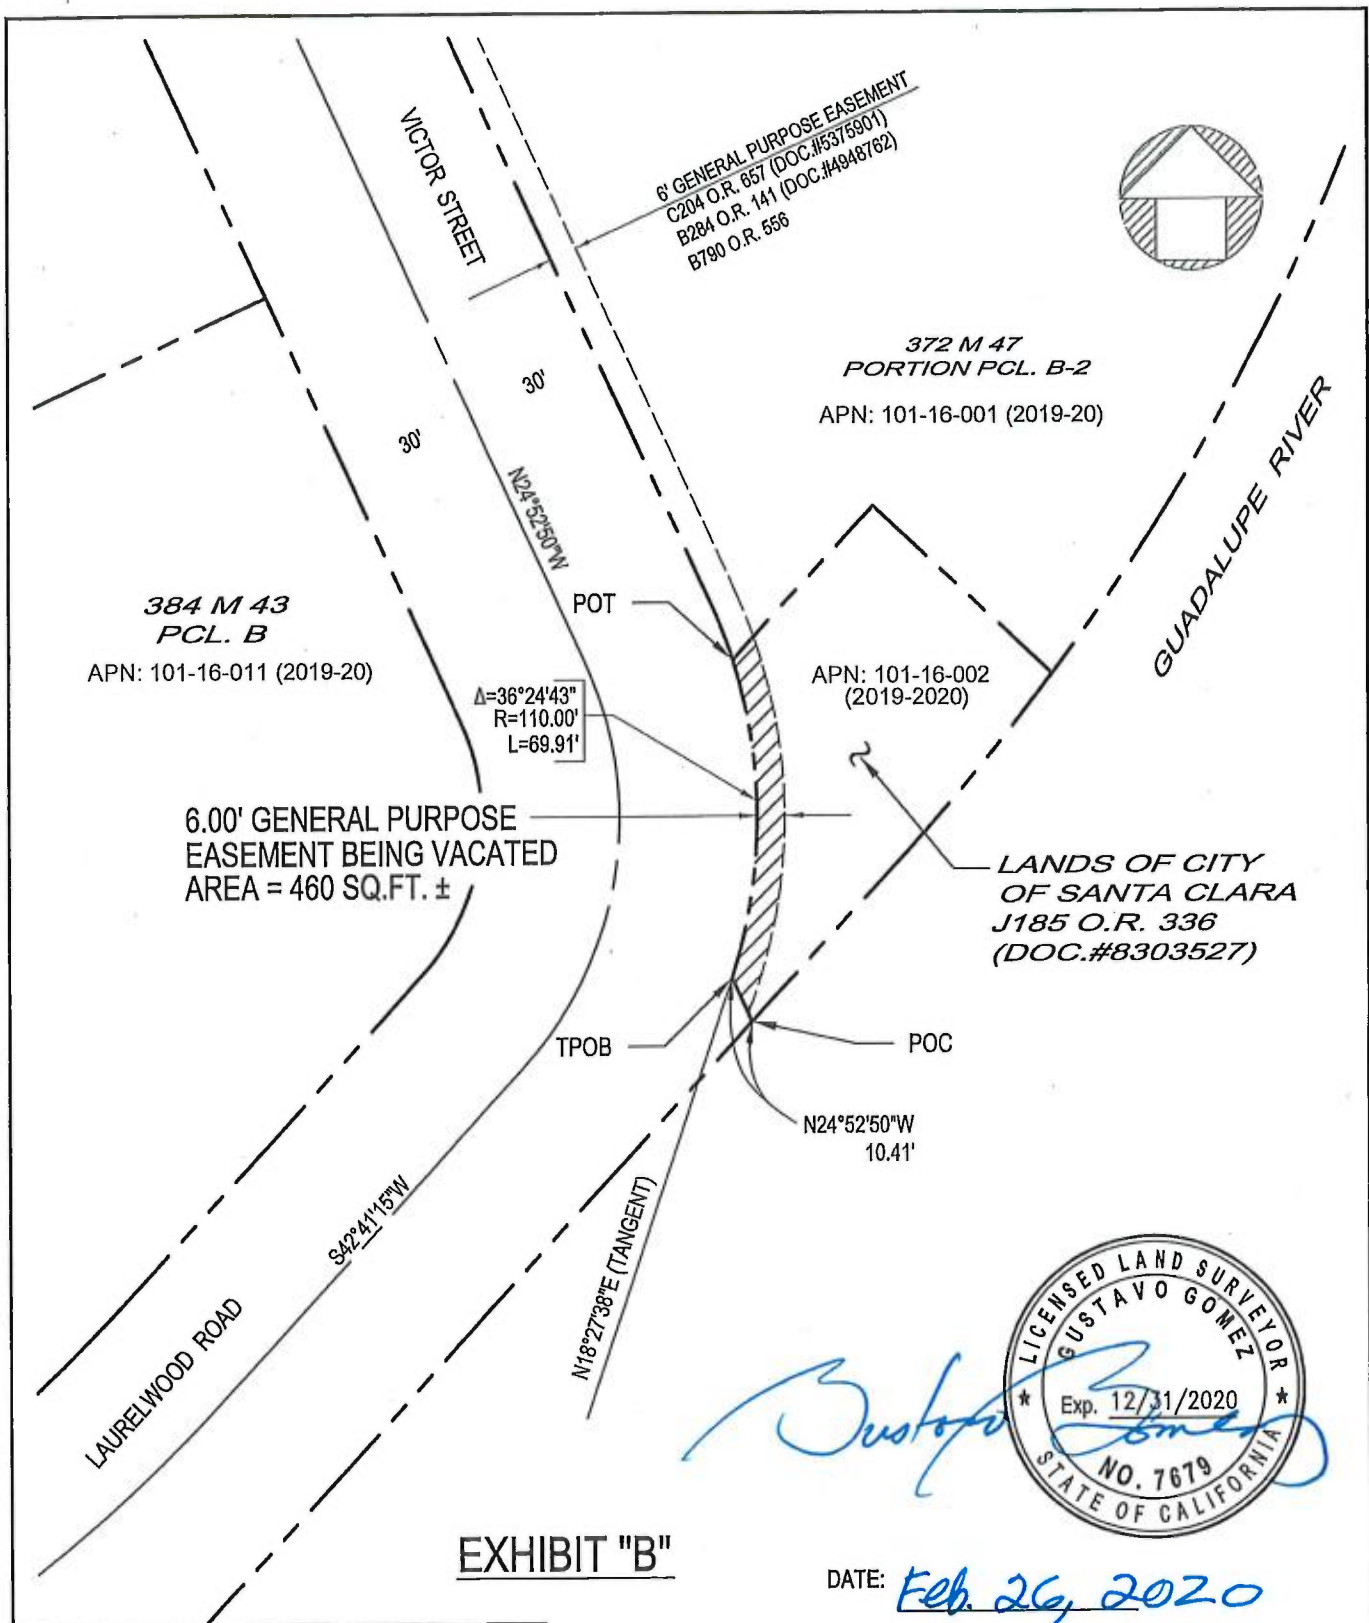 VICTOR STREET
6' GENERAL PURPOSE EASEMENT
C204 O.R. 657 (DOC.#5375901)
B284 O.R. 141 (DOC.#4948762)
B790 O.R. 556
372 M 47
PORTION PCL. B-2
APN: 101-16-001 (2019-20)
GUADALUPE RIVER
30'
30'
N24°52'50"W
384 M 43
PCL. B
APN: 101-16-011 (2019-20)
POT
APN: 101-16-002
(2019-2020)
Δ=36°24'43"
R=110.00'
L=69.91'
6.00' GENERAL PURPOSE
EASEMENT BEING VACATED
AREA = 460 SQ.FT. ±
LANDS OF CITY
OF SANTA CLARA
J185 O.R. 336
(DOC.#8303527)
TPOB
POC
N24°52'50"W
10.41'
S42°41'15"W
N18°27'38"E (TANGENT)
LAURELWOOD ROAD
LICENSED LAND SURVEYOR
GUSTAVO GOMEZ
Exp. 12/31/2020
NO. 7679
STATE OF CALIFORNIA
Gustavo Gomez
EXHIBIT "B"
DATE: Feb. 26, 2020